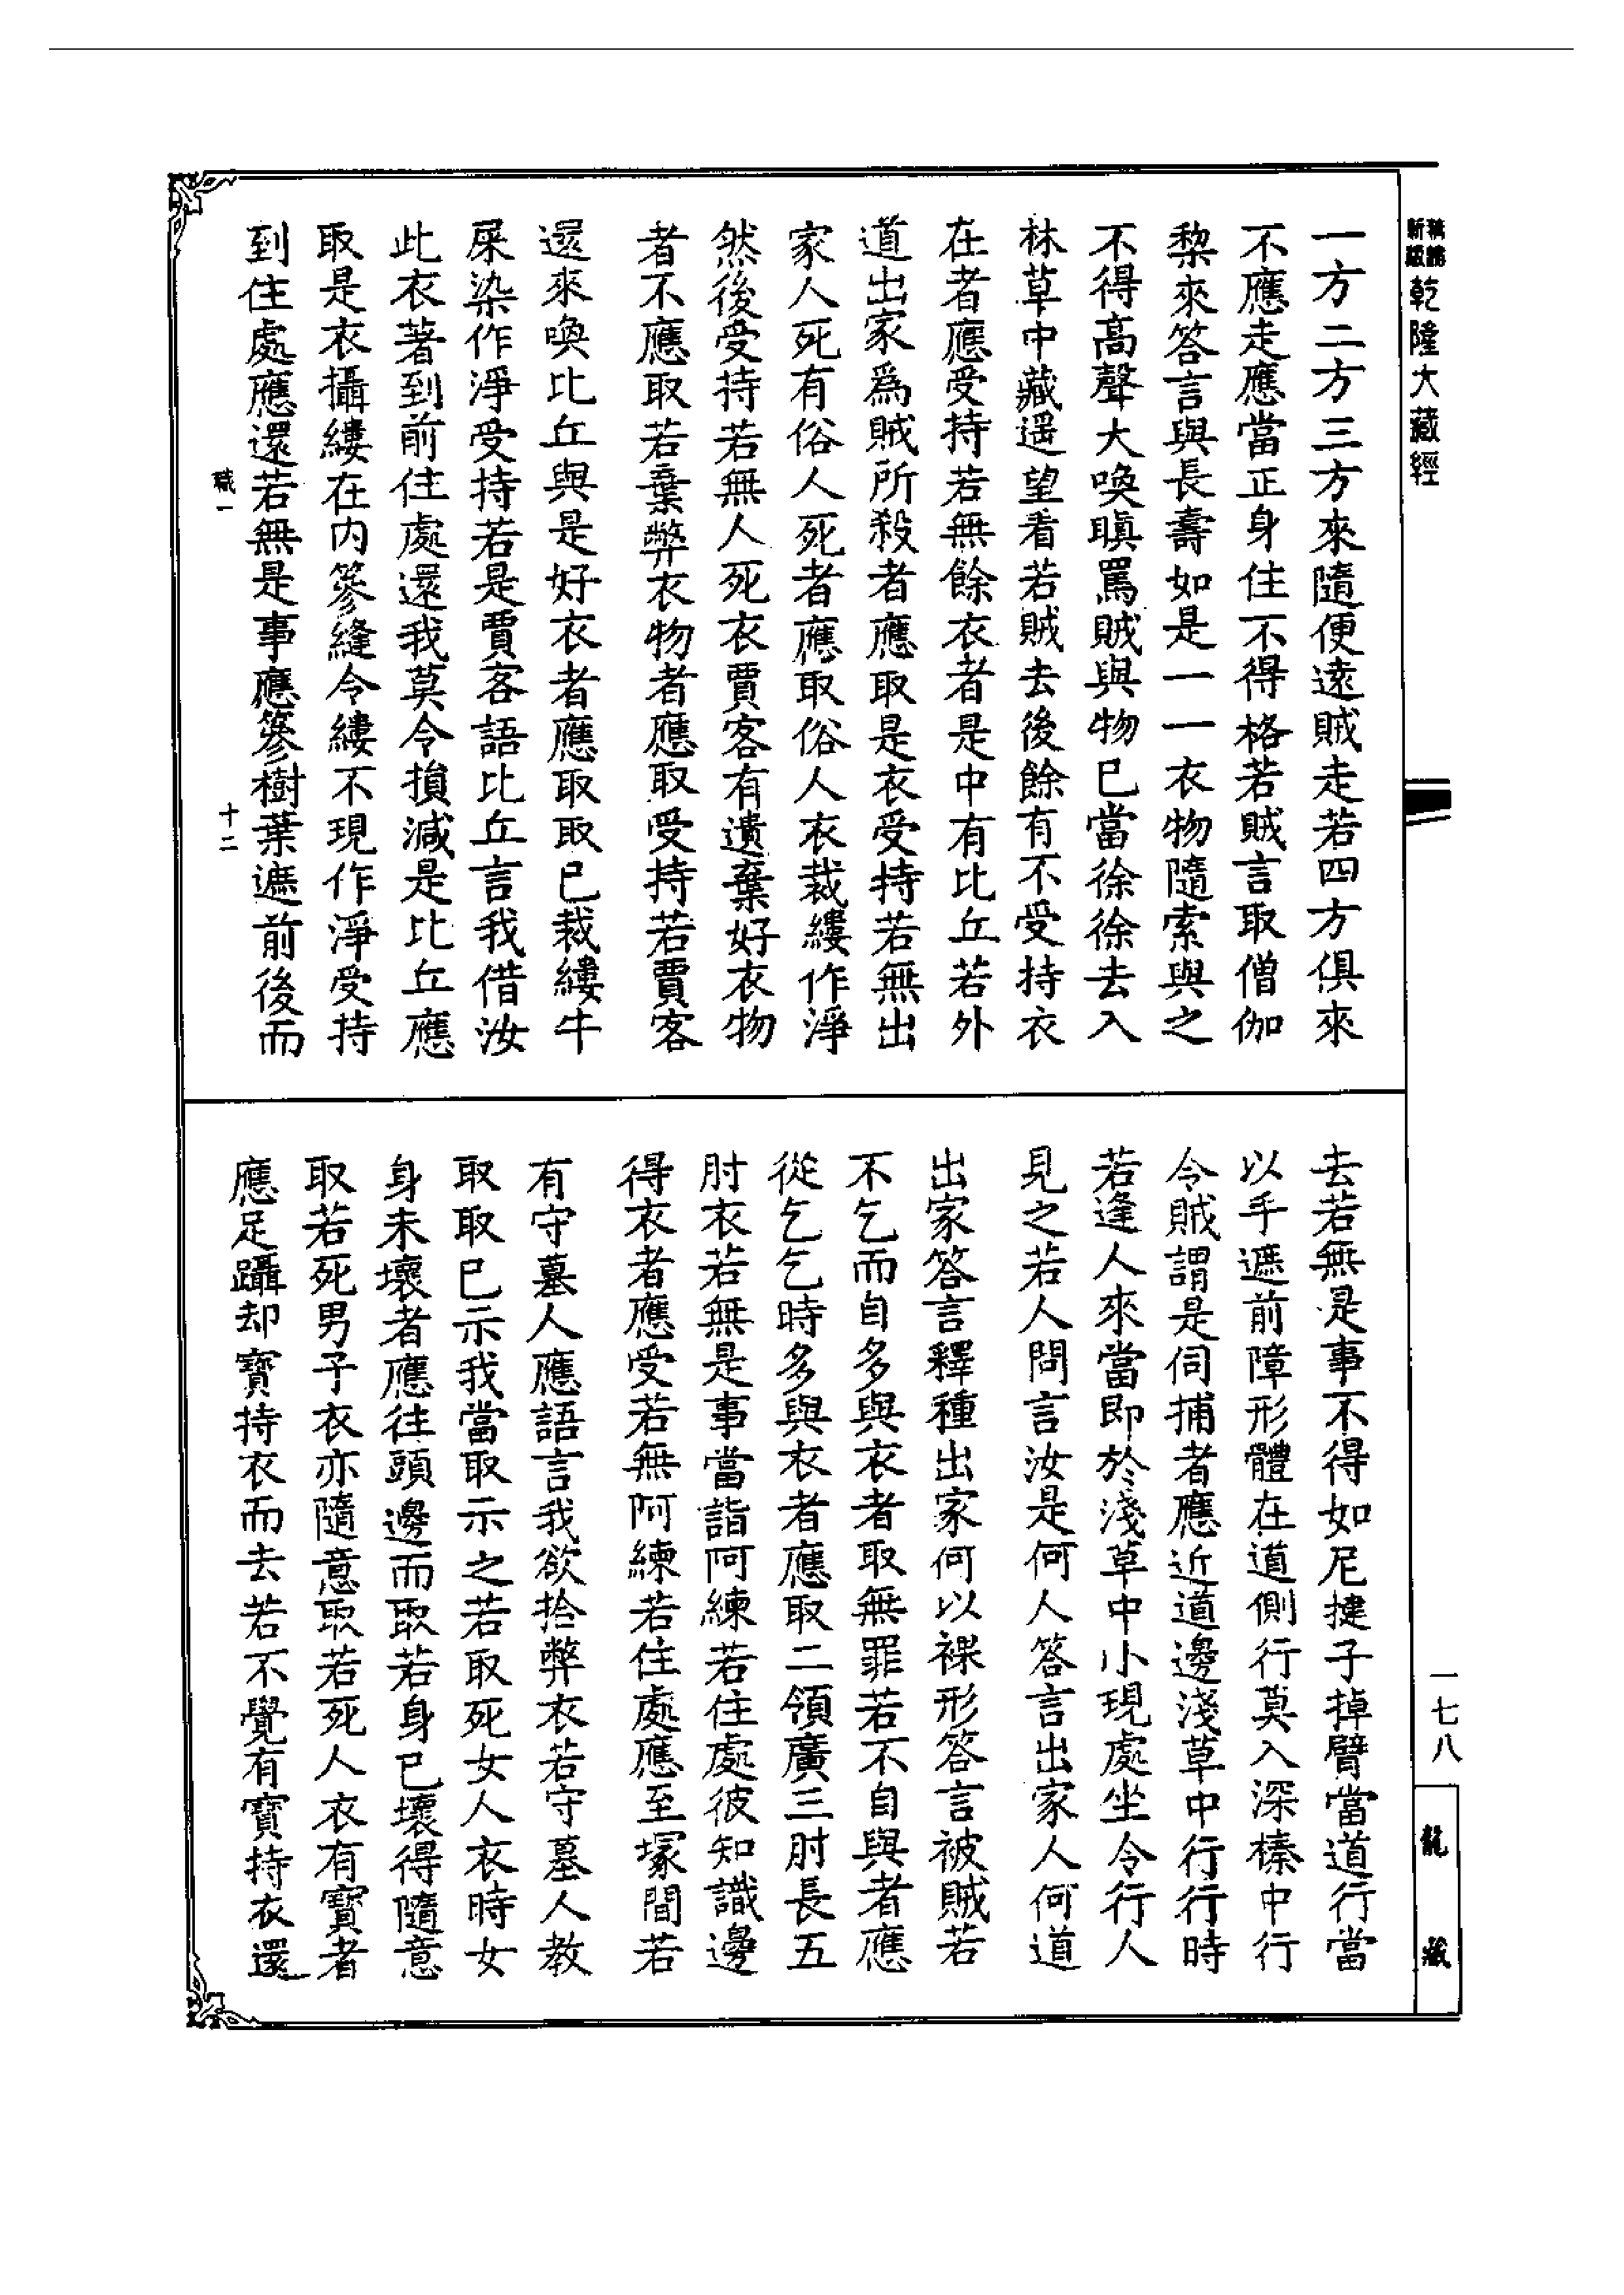 新版
乾隆大藏經
一方二方三方來隨便遠賊走若四方俱來
不應走應當正身住不得格若賊言取僧伽
梨來答言與長壽如是一一衣物隨索與之
不得高聲大喚瞋罵賊與物已當徐徐去入
林草中藏遥望看若賊去後餘有不受持衣
在者應受持若無餘衣者是中有比丘若外
道出家爲賊所殺者應取是衣受持若無出
家人死有俗人死者應取俗人衣裁縷作淨
然後受持若無人死衣賈客有遺棄好衣物
者不應取若棄弊衣物者應取受持若賈客
還來喚比丘與是好衣者應取取已裁縷牛
屎染作淨受持若是賈客語比丘言我借汝
此衣著到前住處還我莫令損減是比丘應
取是衣攝縷在内篸縫令縷不現作淨受持
到住處應還若無是事應篸樹葉遮前後而
職一
十二
去若無是事不得如尼揵子掉臂當道行當
以手遮前障形體在道側行莫入深榛中行
令賊謂是伺捕者應近道邊淺草中行行時
若逢人來當即於淺草中小現處坐令行人
見之若人問言汝是何人答言出家人何道
出家答言釋種出家何以裸形答言被賊若
不乞而自多與衣者取無罪若不自與者應
從乞乞時多與衣者應取二領廣三肘長五
肘衣若無是事當詣阿練若住處彼知識邊
得衣者應受若無阿練若住處應至塚間若
有守墓人應語言我欲拾弊衣若守墓人教
取取已示我當取示之若取死女人衣時女
身未壞者應往頭邊而取若身已壞得隨意
取若死男子衣亦隨意取若死人衣有寶者
應足躡却寶持衣而去若不覺有寶持衣還
一七八
龍藏